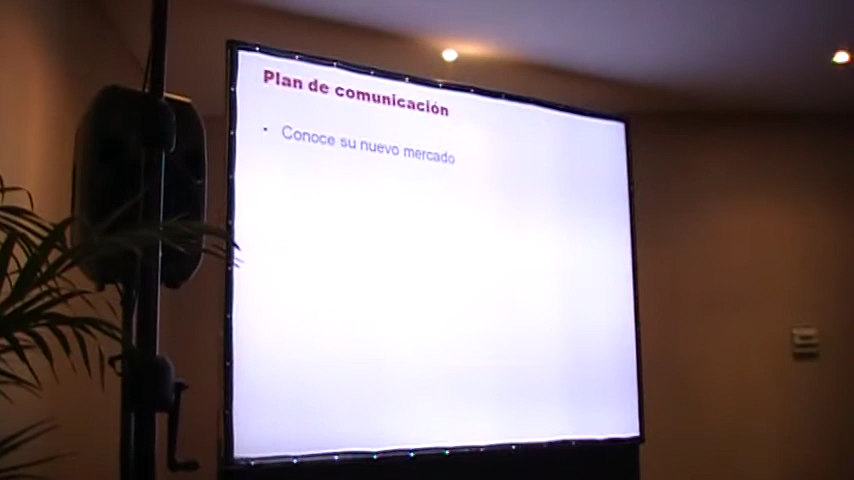 Plan de comunicación
• Conoce su nuevo mercado